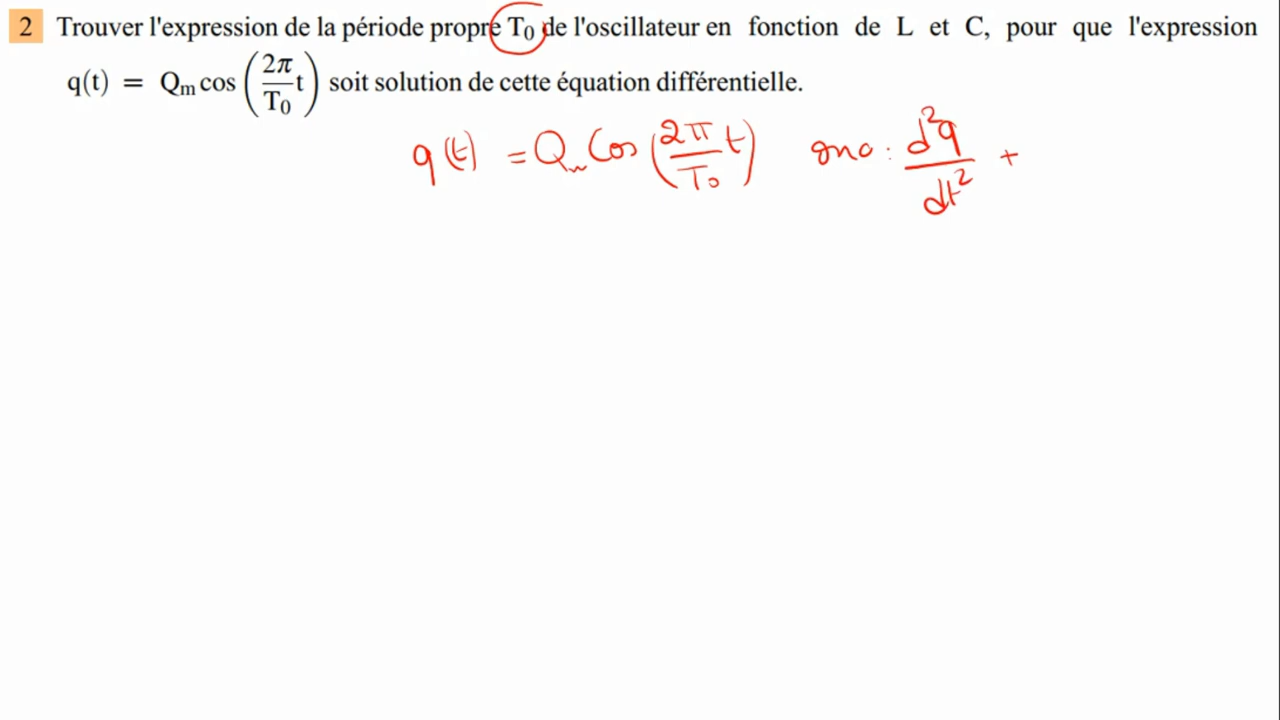 2 Trouver l'expression de la période propre T₀ de l'oscillateur en fonction de L et C, pour que l'expression
q(t) = Qₘ cos(2π/T₀ t) soit solution de cette équation différentielle.
q(t) = Qₘ Cos(2π/T₀ t) on a : d²q/dt² +